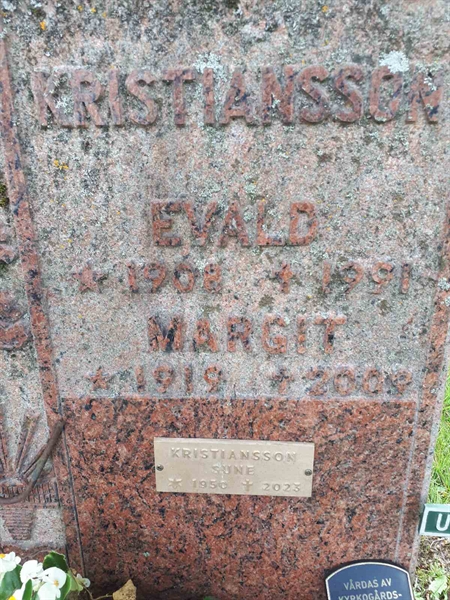 KRISTIANSSON
EVALD
★ 1908 ✝ 1991
MARGIT
★ 1919 ✝ 2009
KRISTIANSSON
SUNE
★ 1950 ✝ 2023
U
VÅRDAS AV
KYRKOGÅRDS-